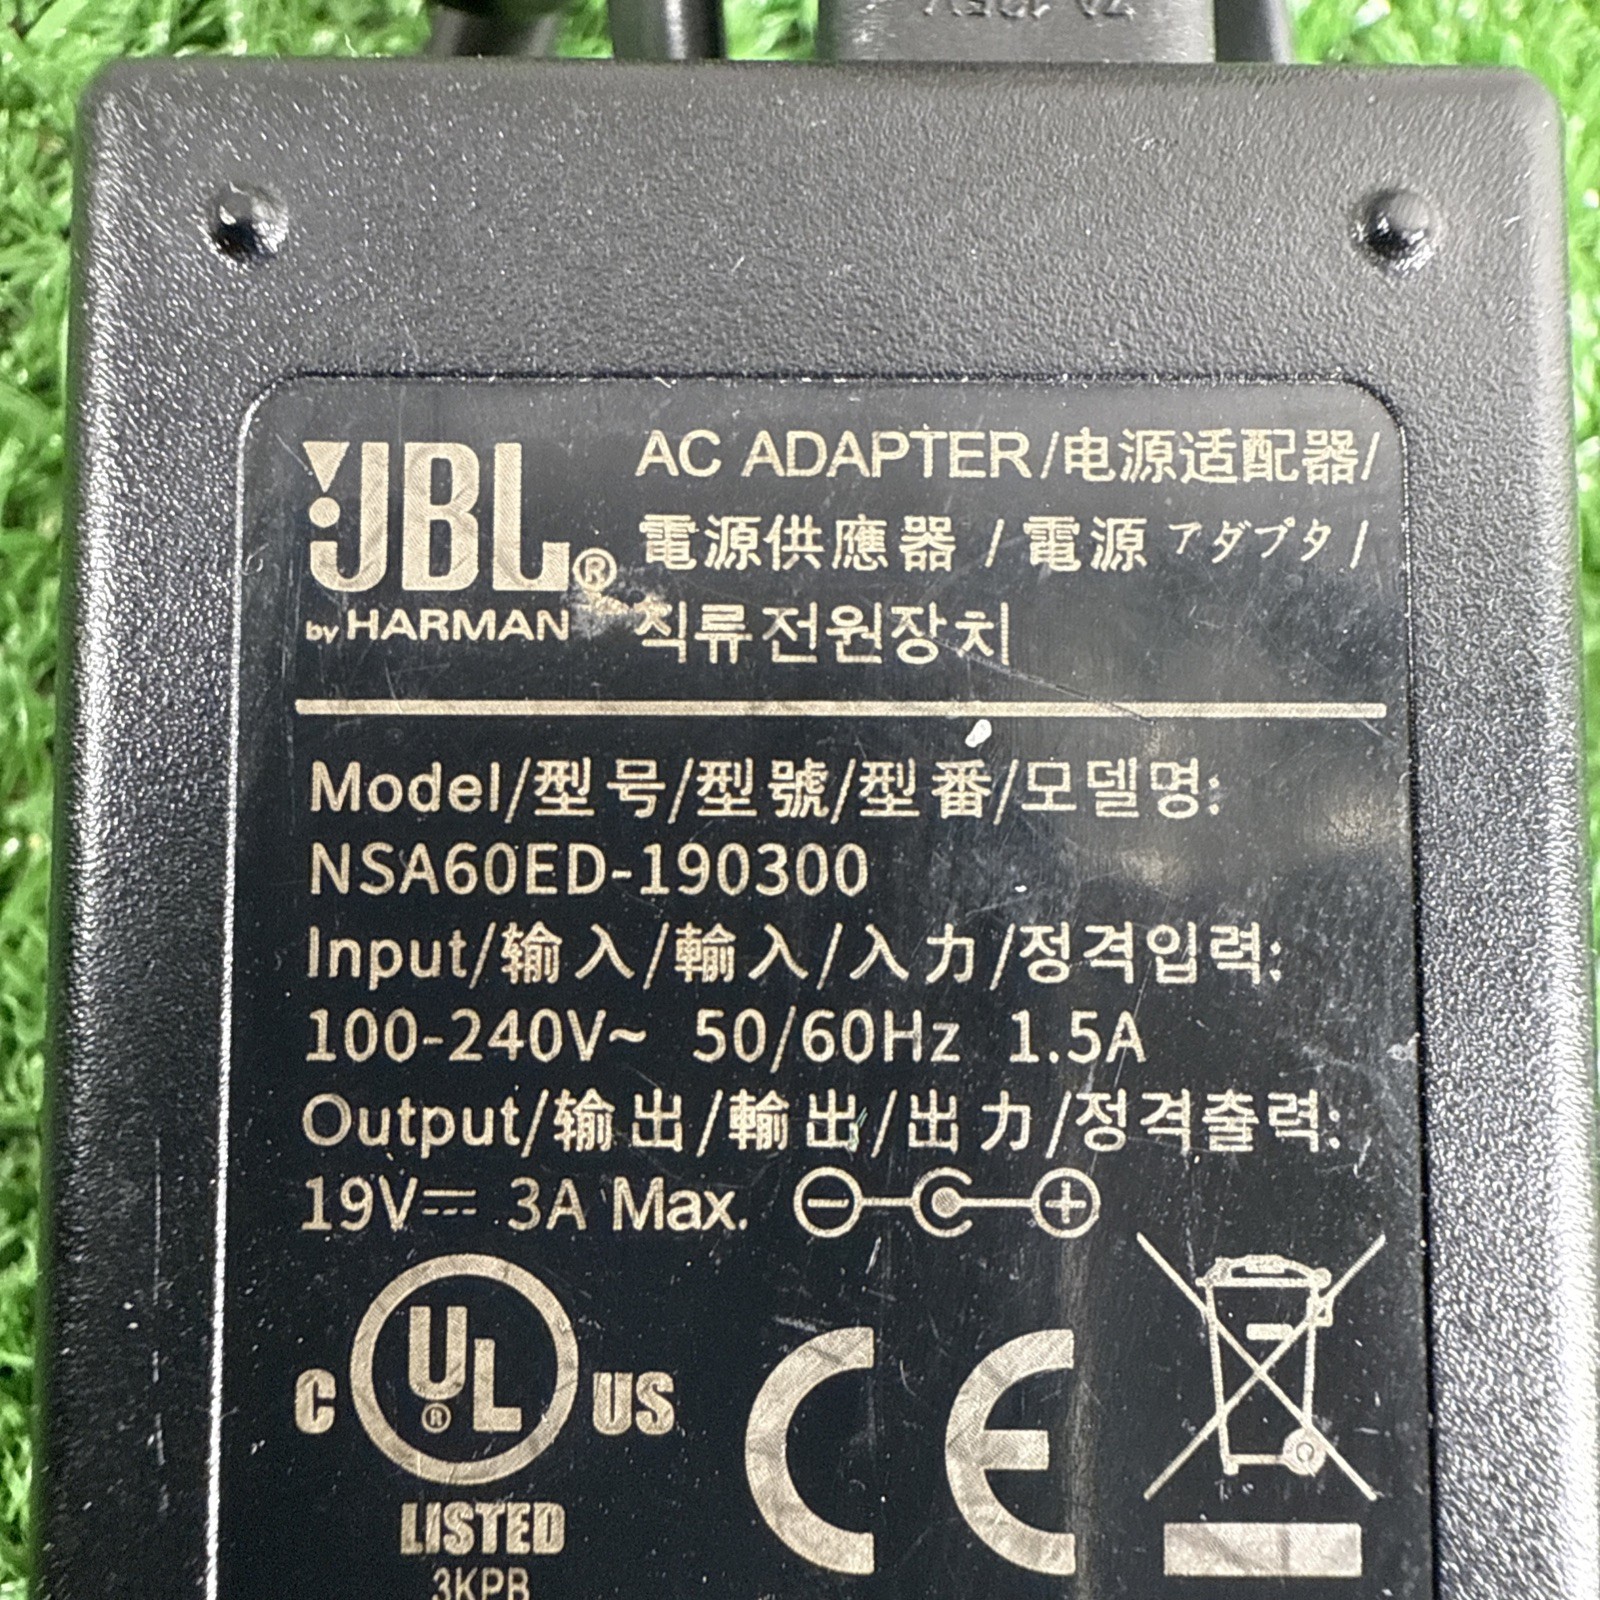 7A 125V
JBL®
by HARMAN
AC ADAPTER/电源适配器/
電源供應器 / 電源 アダプタ /
직류전원장치
Model/型号/型號/型番/모델명:
NSA60ED-190300
Input/输入/輸入/入力/정격입력:
100-240V~ 50/60Hz 1.5A
Output/输出/輸出/出力/정격출력:
19V⎓ 3A Max.
C UL® US
LISTED
3KPB
CE